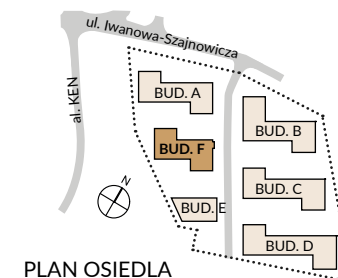 ul. Iwanowa-Szajnowicza
al. KEN
BUD. A
BUD. B
BUD. F
BUD. C
BUD. E
BUD. D
N
PLAN OSIEDLA